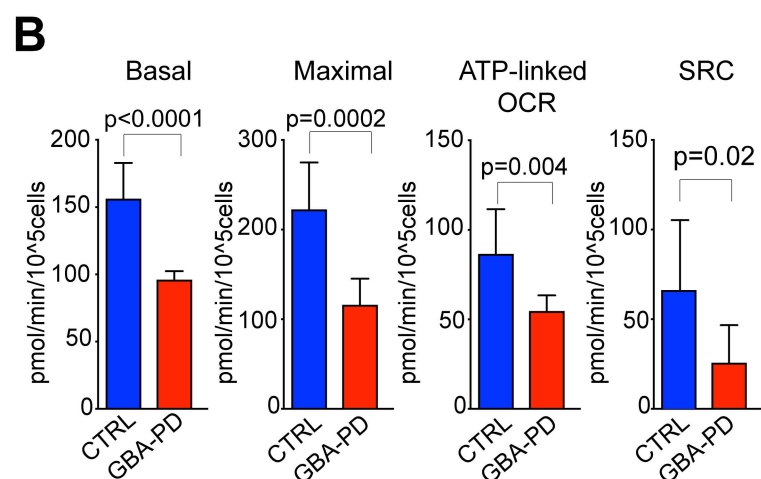 B
Basal
Maximal
ATP-linked
OCR
SRC
p<0.0001
p=0.0002
p=0.004
p=0.02
pmol/min/10^5cells
200
150
100
50
0
CTRL
GBA-PD
pmol/min/10^5cells
300
200
100
0
CTRL
GBA-PD
pmol/min/10^5cells
150
100
50
0
CTRL
GBA-PD
pmol/min/10^5cells
150
100
50
0
CTRL
GBA-PD